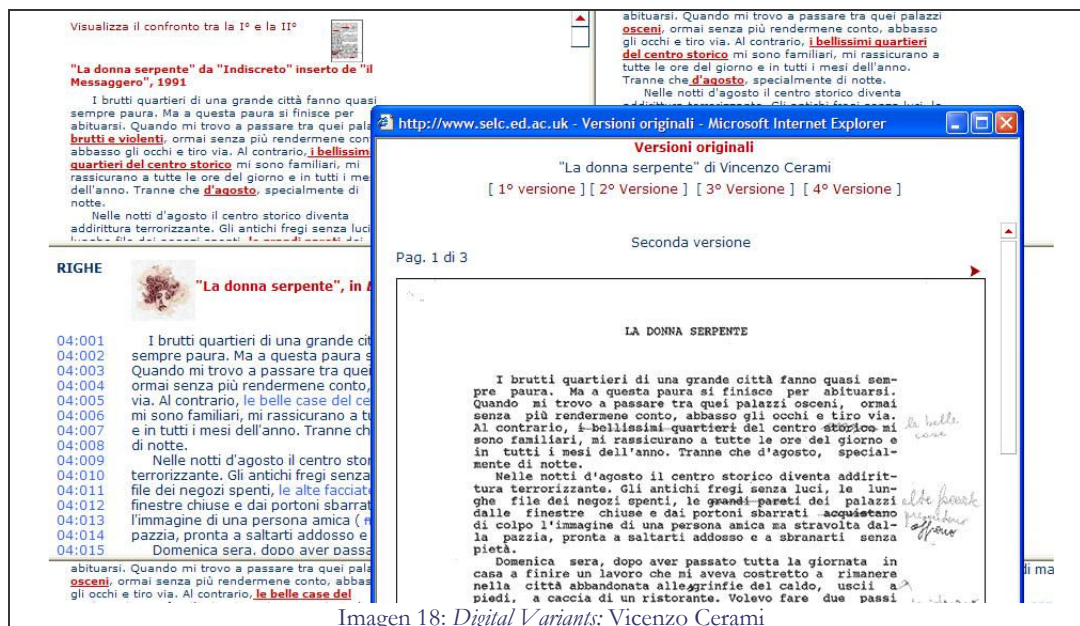 Visualizza il confronto tra la I° e la II°
"La donna serpente" da "Indiscreto" inserto de "il
Messaggero", 1991
I brutti quartieri di una grande città fanno quasi
sempre paura. Ma a questa paura si finisce per
abituarsi. Quando mi trovo a passare tra quei pala
brutti e violenti, ormai senza più rendermene con
abbasso gli occhi e tiro via. Al contrario, i bellissim
quartieri del centro storico mi sono familiari, mi
rassicurano a tutte le ore del giorno e in tutti i mes
dell'anno. Tranne che d'agosto, specialmente di
notte.
Nelle notti d'agosto il centro storico diventa
addirittura terrorizzante. Gli antichi fregi senza luci
lunghe file dei negozi spenti, le grandi pareti dei
abituarsi. Quando mi trovo a passare tra quei palazzi
osceni, ormai senza più rendermene conto, abbasso
gli occhi e tiro via. Al contrario, i bellissimi quartieri
del centro storico mi sono familiari, mi rassicurano a
tutte le ore del giorno e in tutti i mesi dell'anno.
Tranne che d'agosto, specialmente di notte.
Nelle notti d'agosto il centro storico diventa
addirittura terrorizzante. Gli antichi fregi senza luci, le
RIGHE
"La donna serpente", in
04:001 I brutti quartieri di una grande cit
04:002 sempre paura. Ma a questa paura s
04:003 Quando mi trovo a passare tra quei
04:004 ormai senza più rendermene conto,
04:005 via. Al contrario, le belle case del ce
04:006 mi sono familiari, mi rassicurano a tu
04:007 e in tutti i mesi dell'anno. Tranne ch
04:008 di notte.
04:009 Nelle notti d'agosto il centro stor
04:010 terrorizzante. Gli antichi fregi senza
04:011 file dei negozi spenti, le alte facciate
04:012 finestre chiuse e dai portoni sbarrat
04:013 l'immagine di una persona amica (
04:014 pazzia, pronta a saltarti addosso e
04:015 Domenica sera, dopo aver passa
abituarsi. Quando mi trovo a passare tra quei pala
osceni, ormai senza più rendermene conto, abbas
gli occhi e tiro via. Al contrario, le belle case del
di ma
http://www.selc.ed.ac.uk - Versioni originali - Microsoft Internet Explorer
Versioni originali
"La donna serpente" di Vincenzo Cerami
[ 1° versione ] [ 2° Versione ] [ 3° Versione ] [ 4° Versione ]
Seconda versione
Pag. 1 di 3
LA DONNA SERPENTE
I brutti quartieri di una grande città fanno quasi sem-
pre paura. Ma a questa paura si finisce per abituarsi.
Quando mi trovo a passare tra quei palazzi osceni, ormai
senza più rendermene conto, abbasso gli occhi e tiro via.
Al contrario, i bellissimi quartieri del centro storico mi
sono familiari, mi rassicurano a tutte le ore del giorno e
in tutti i mesi dell'anno. Tranne che d'agosto, special-
mente di notte.
Nelle notti d'agosto il centro storico diventa addirit-
tura terrorizzante. Gli antichi fregi senza luci, le lun-
ghe file dei negozi spenti, le grandi pareti dei palazzi
dalle finestre chiuse e dai portoni sbarrati acquistano
di colpo l'immagine di una persona amica ma stravolta dal-
la pazzia, pronta a saltarti addosso e a sbranarti senza
pietà.
Domenica sera, dopo aver passato tutta la giornata in
casa a finire un lavoro che mi aveva costretto a rimanere
nella città abbandonata alle grinfie del caldo, uscii a
piedi, a caccia di un ristorante. Volevo fare due passi
le belle
case
offrono
Imagen 18: Digital Variants: Vicenzo Cerami